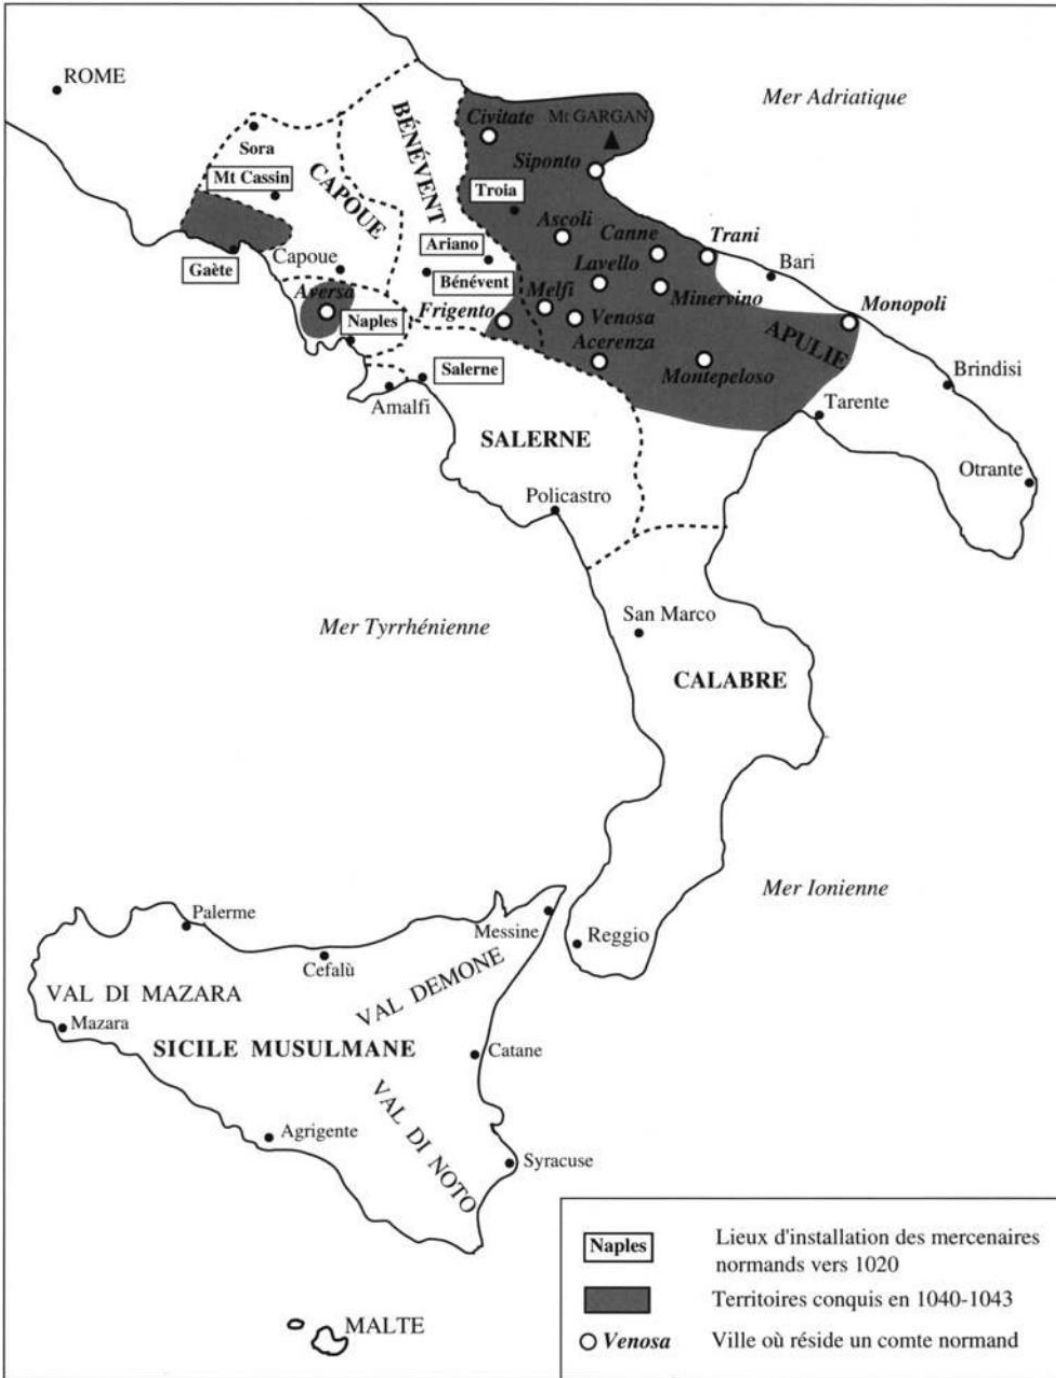 ROME
Mer Adriatique
Civitate
Mt GARGAN
BÉNÉVENT
Sora
Mt Cassin
CAPOUE
Siponto
Troia
Ascoli
Canne
Trani
Ariano
Bari
Gaète
Capoue
Bénévent
Lavello
Minervino
Aversa
Naples
Frigento
Melfi
Venosa
Monopoli
APULIE
Acerenza
Montepeloso
Salerne
Amalfi
Brindisi
Tarente
SALERNE
Otrante
Policastro
San Marco
Mer Tyrrhénienne
CALABRE
Mer Ionienne
Palerme
Messine
Reggio
Cefalù
VAL DI MAZARA
VAL DEMONE
Mazara
SICILE MUSULMANE
Catane
VAL DI NOTO
Agrigente
Syracuse
MALTE
Naples
Lieux d'installation des mercenaires
normands vers 1020
Territoires conquis en 1040-1043
Venosa
Ville où réside un comte normand